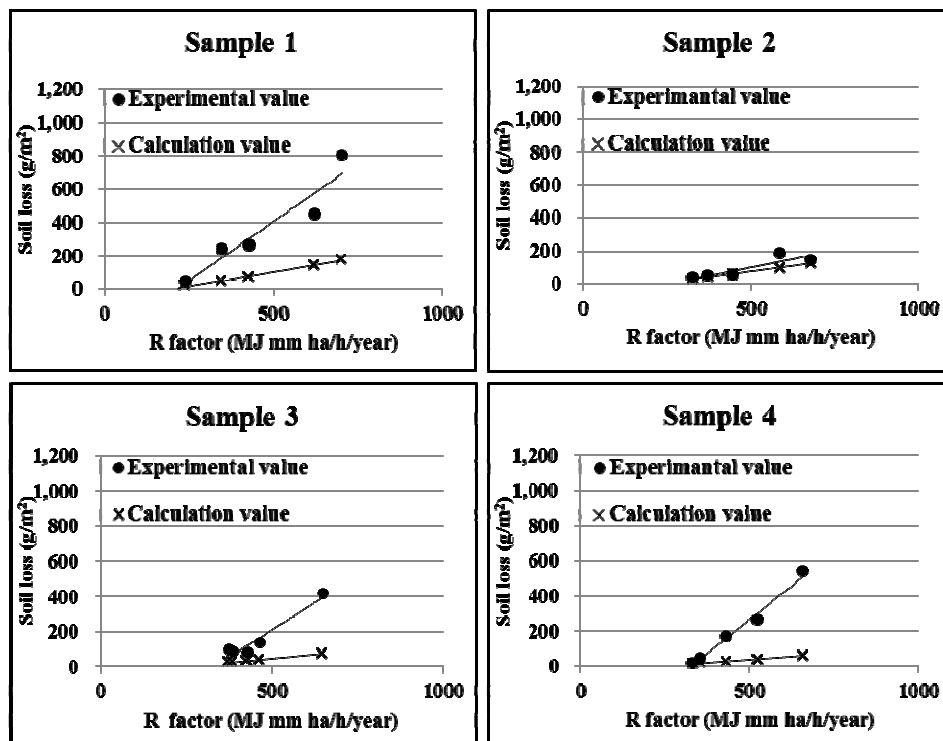 Sample 1
1,200
1,000
800
600
400
200
0
Soil loss (g/m²)
● Experimental value
× Calculation value
0 500 1000
R factor (MJ mm ha/h/year)
Sample 2
1,200
1,000
800
600
400
200
0
Soil loss (g/m²)
● Experimantal value
× Calculation value
0 500 1000
R factor (MJ mm ha/h/year)
Sample 3
1,200
1,000
800
600
400
200
0
Soil loss (g/m²)
● Experimental value
× Calculation value
0 500 1000
R factor (MJ mm ha/h/year)
Sample 4
1,200
1,000
800
600
400
200
0
Soil loss (g/m²)
● Experimantal value
× Calculation value
0 500 1000
R factor (MJ mm ha/h/year)